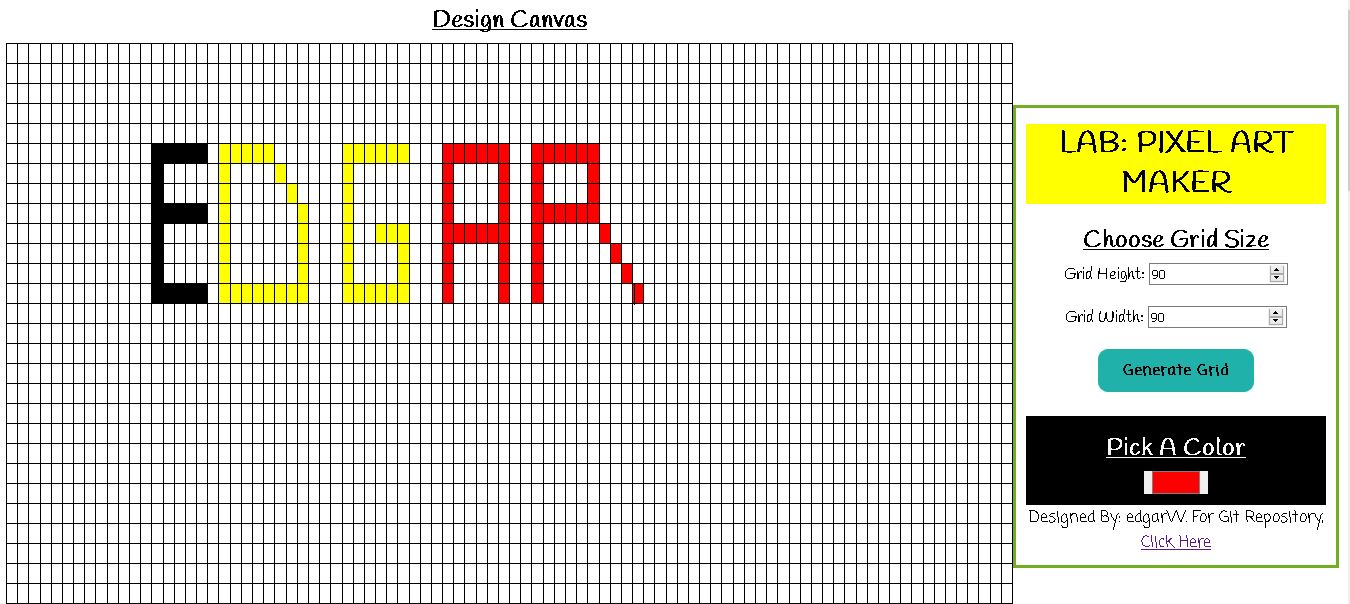 Design Canvas
EDGAR
LAB: PIXEL ART
MAKER
Choose Grid Size
Grid Height: 90
Grid Width: 90
Generate Grid
Pick A Color
Designed By: edgarW. For Git Repository,
Click Here